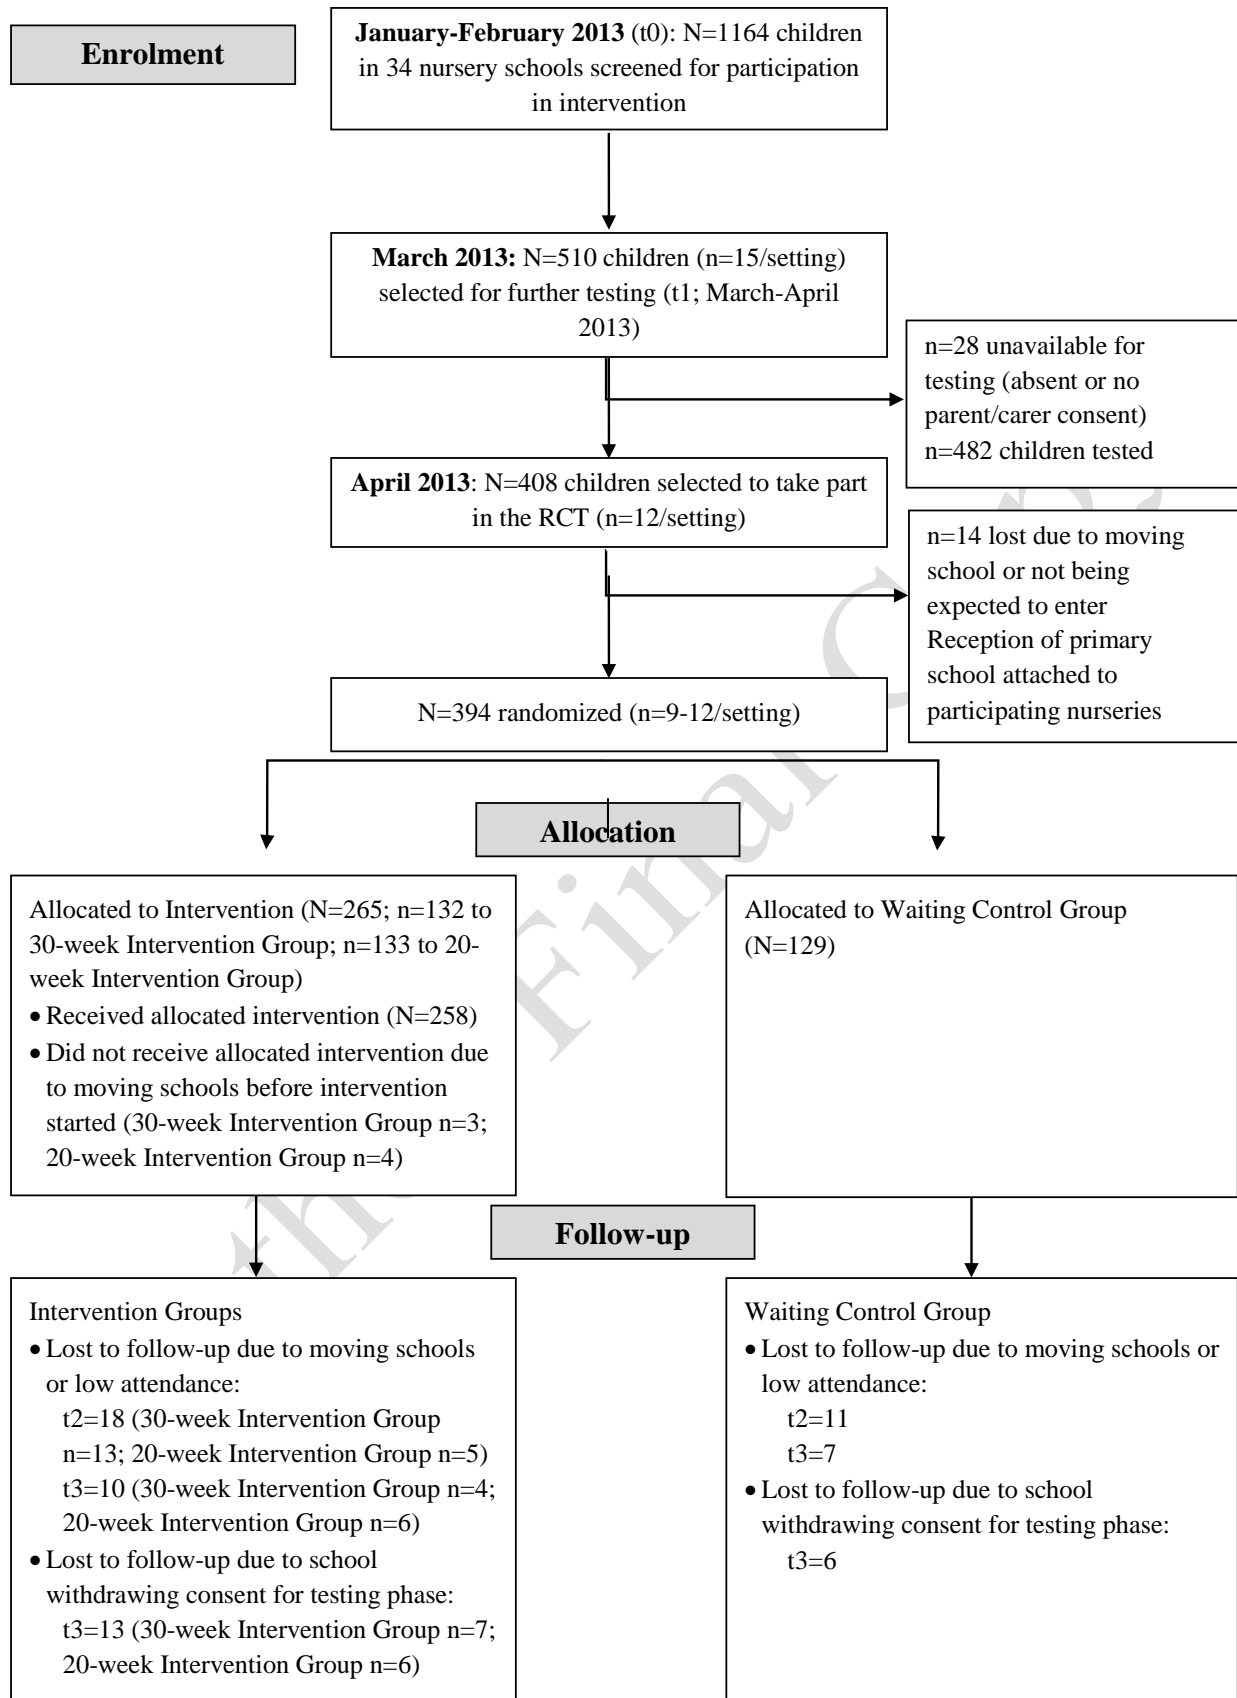 Enrolment
January-February 2013 (t0): N=1164 children
in 34 nursery schools screened for participation
in intervention
March 2013: N=510 children (n=15/setting)
selected for further testing (t1; March-April
2013)
n=28 unavailable for
testing (absent or no
parent/carer consent)
n=482 children tested
April 2013: N=408 children selected to take part
in the RCT (n=12/setting)
n=14 lost due to moving
school or not being
expected to enter
Reception of primary
school attached to
participating nurseries
N=394 randomized (n=9-12/setting)
Allocation
Allocated to Intervention (N=265; n=132 to
30-week Intervention Group; n=133 to 20-
week Intervention Group)
• Received allocated intervention (N=258)
• Did not receive allocated intervention due
to moving schools before intervention
started (30-week Intervention Group n=3;
20-week Intervention Group n=4)
Allocated to Waiting Control Group
(N=129)
Follow-up
Intervention Groups
• Lost to follow-up due to moving schools
or low attendance:
t2=18 (30-week Intervention Group
n=13; 20-week Intervention Group n=5)
t3=10 (30-week Intervention Group n=4;
20-week Intervention Group n=6)
• Lost to follow-up due to school
withdrawing consent for testing phase:
t3=13 (30-week Intervention Group n=7;
20-week Intervention Group n=6)
Waiting Control Group
• Lost to follow-up due to moving schools or
low attendance:
t2=11
t3=7
• Lost to follow-up due to school
withdrawing consent for testing phase:
t3=6